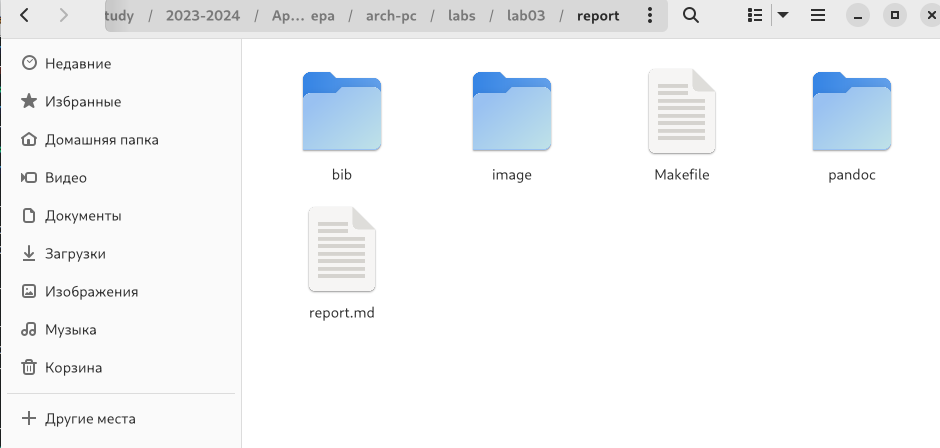 tudy / 2023-2024 / Ар… ера / arch-pc / labs / lab03 / report
Недавние
Избранные
Домашняя папка
Видео
Документы
Загрузки
Изображения
Музыка
Корзина
Другие места
bib
image
Makefile
pandoc
report.md